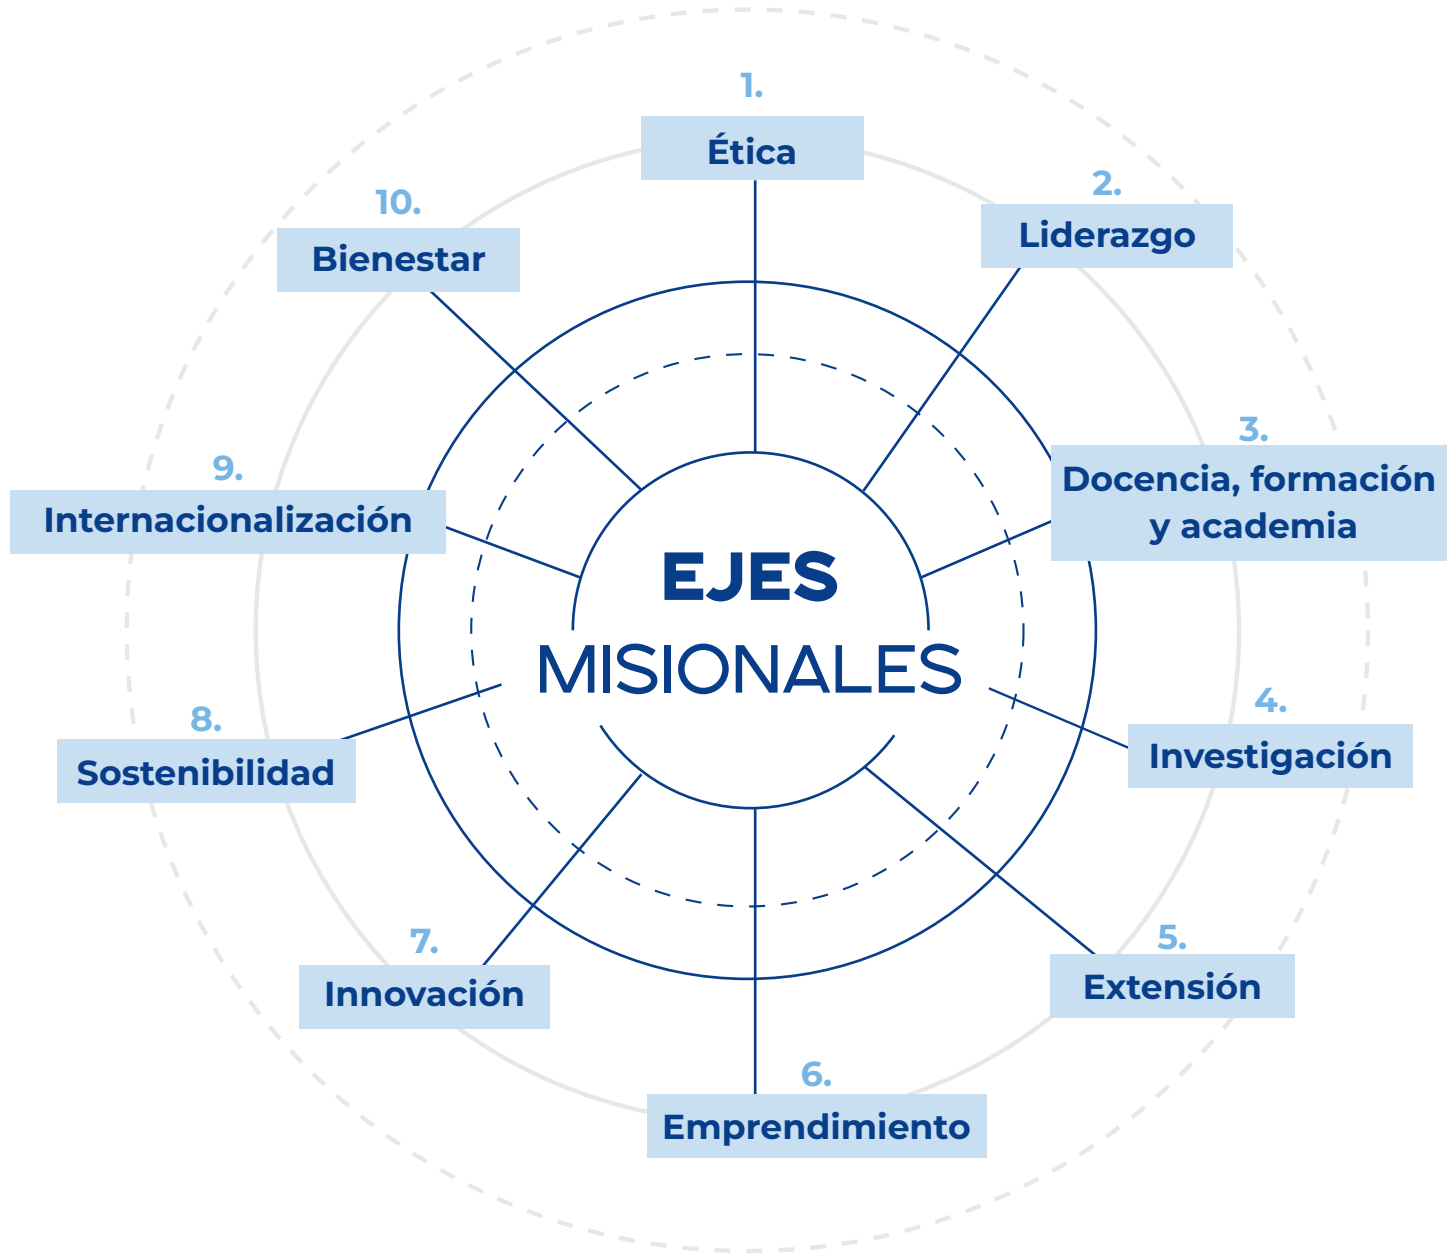 EJES
MISIONALES
1.
Ética
2.
Liderazgo
3.
Docencia, formación
y academia
4.
Investigación
5.
Extensión
6.
Emprendimiento
7.
Innovación
8.
Sostenibilidad
9.
Internacionalización
10.
Bienestar